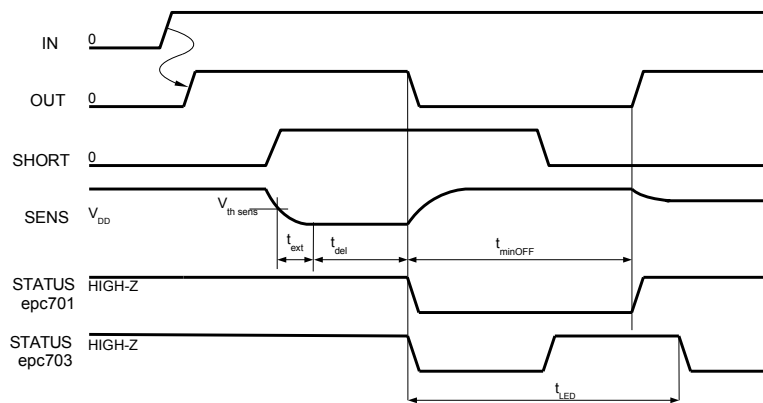 IN
0
OUT
0
SHORT
0
SENS
V_DD
V_th sens
t_ext
t_del
t_minOFF
STATUS
epc701
HIGH-Z
STATUS
epc703
HIGH-Z
t_LED